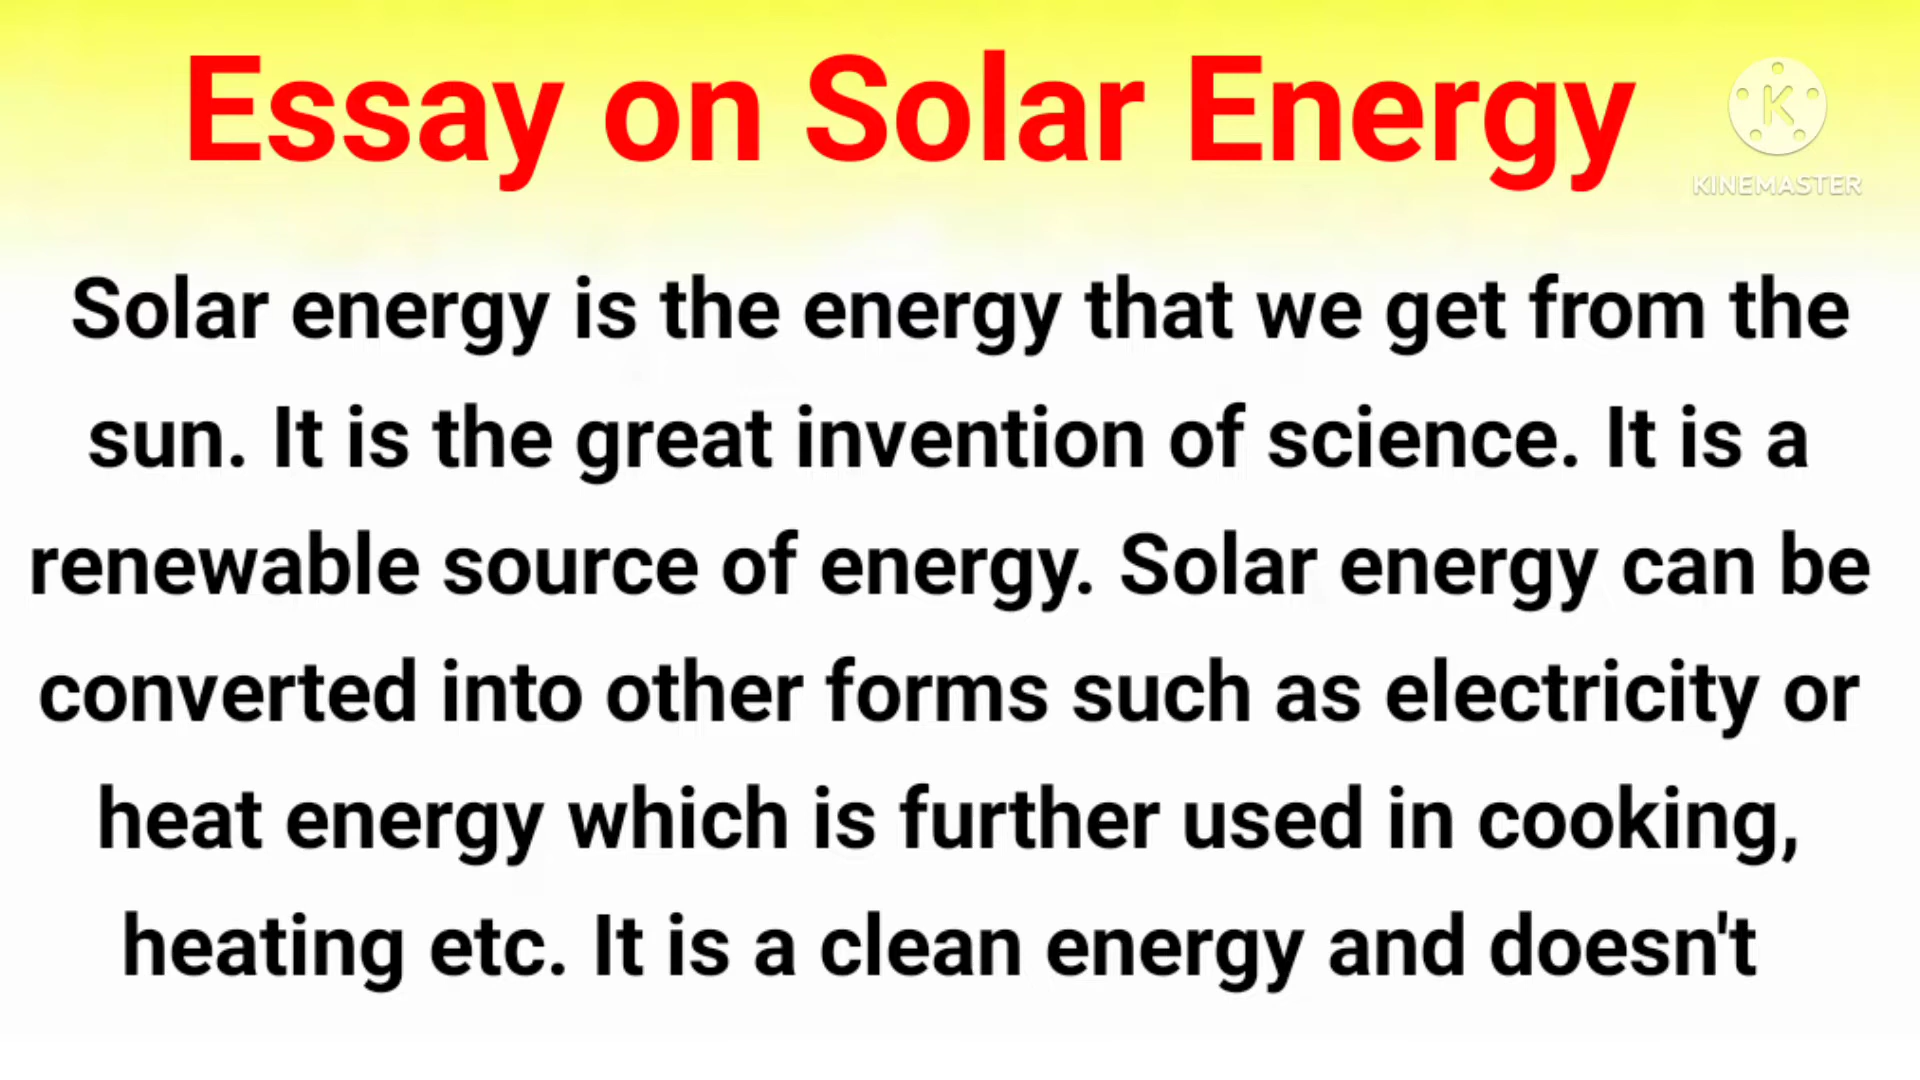 Essay on Solar Energy
KINEMASTER
Solar energy is the energy that we get from the
sun. It is the great invention of science. It is a
renewable source of energy. Solar energy can be
converted into other forms such as electricity or
heat energy which is further used in cooking,
heating etc. It is a clean energy and doesn't